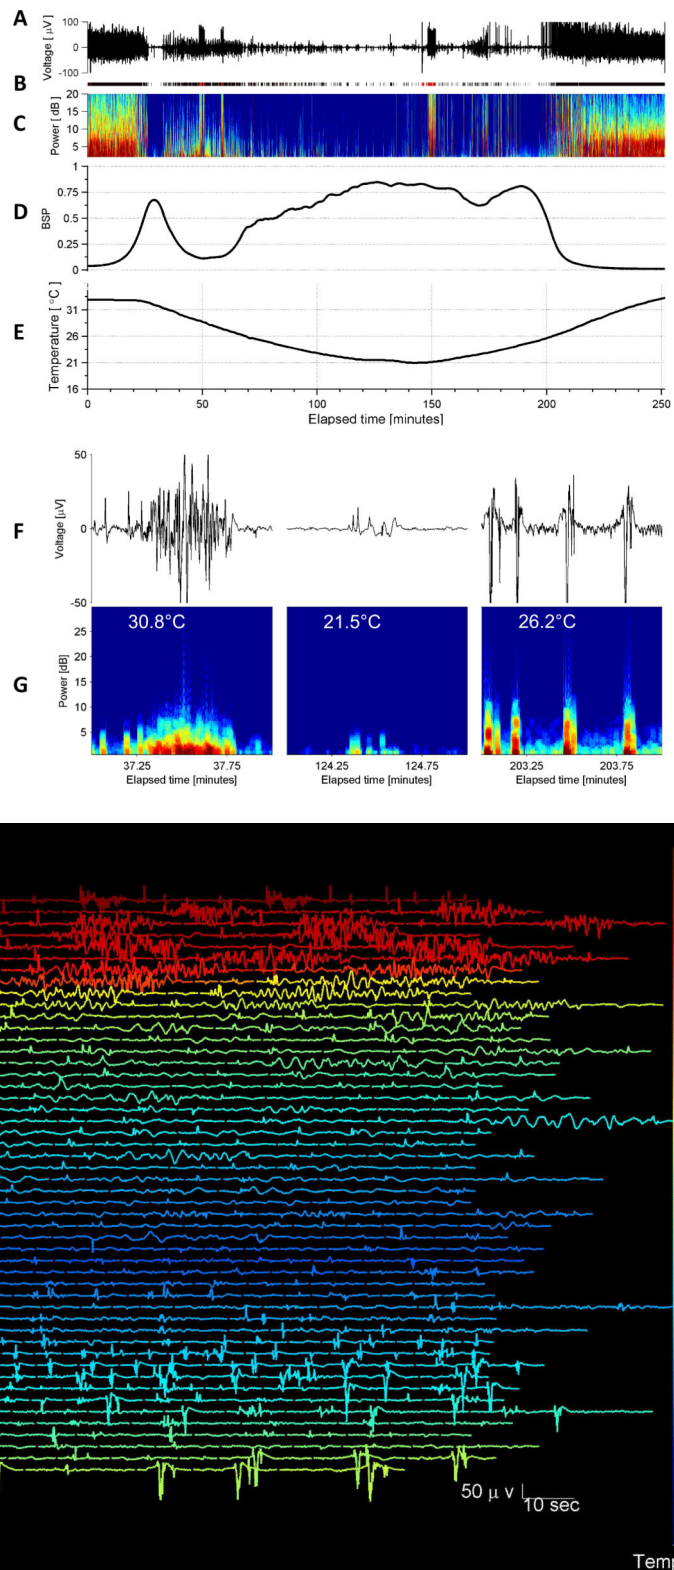 A
Voltage [ µV]
100
0
-100
B
C
Power [ dB]
20
15
10
5
D
BSP
1
0.75
0.5
0.25
0
E
Temperature [ °C]
31
26
21
16
0 50 100 150 200 250
Elapsed time [minutes]
F
Voltage [µV]
50
0
-50
G
Power [dB]
25
20
15
10
5
30.8°C 21.5°C 26.2°C
37.25 37.75 124.25 124.75 203.25 203.75
Elapsed time [minutes] Elapsed time [minutes] Elapsed time [minutes]
50 µ v
10 sec
Temp